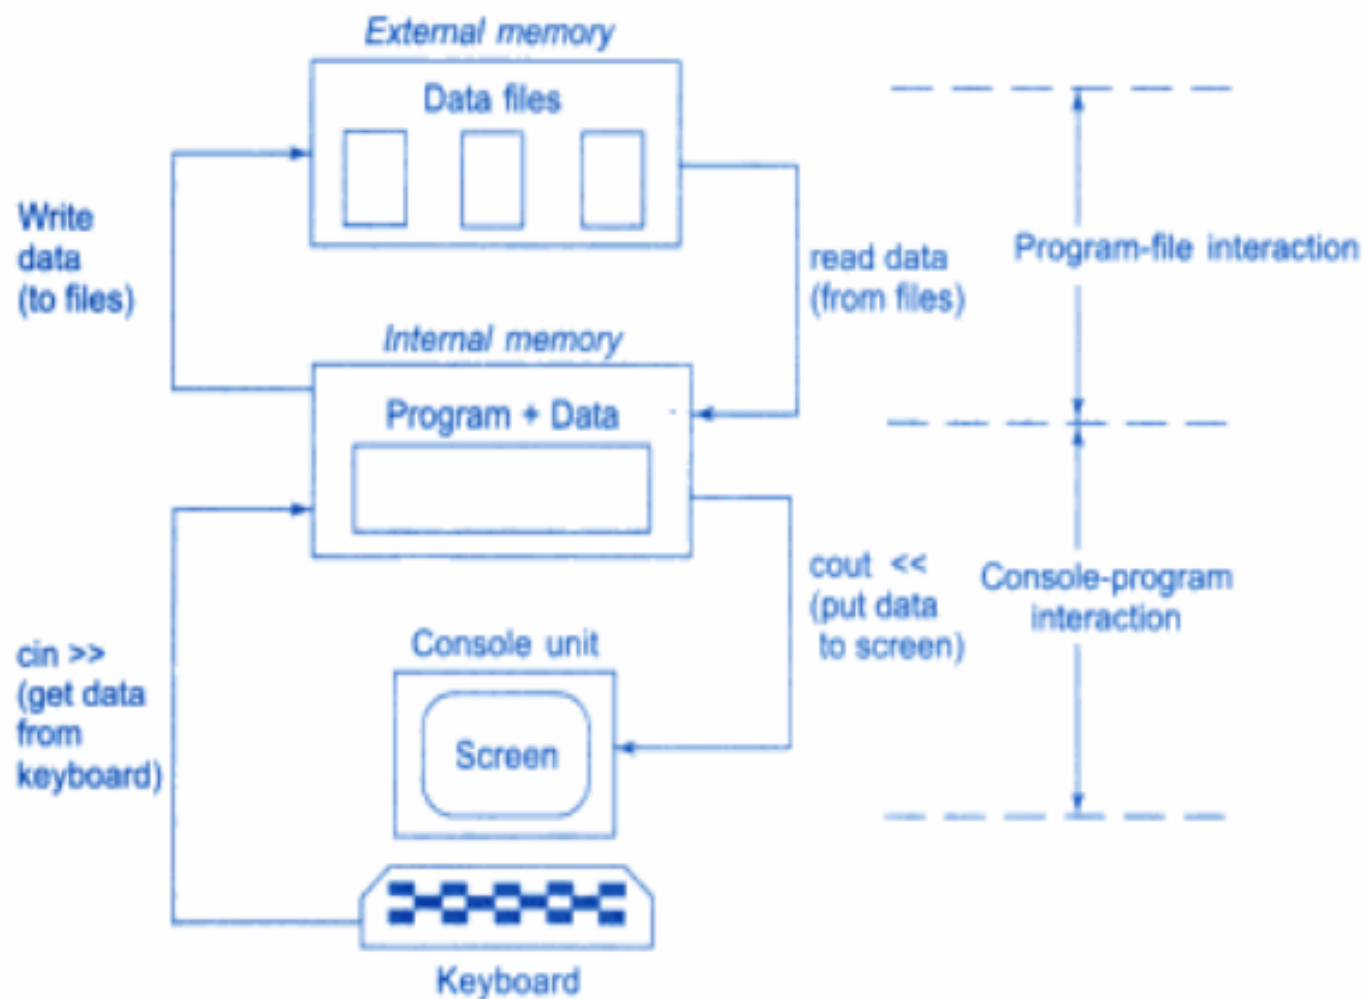 External memory
Data files
Write
data
(to files)
read data
(from files)
Program-file interaction
Internal memory
Program + Data
cout <<
(put data
to screen)
Console-program
interaction
cin >>
(get data
from
keyboard)
Console unit
Screen
Keyboard